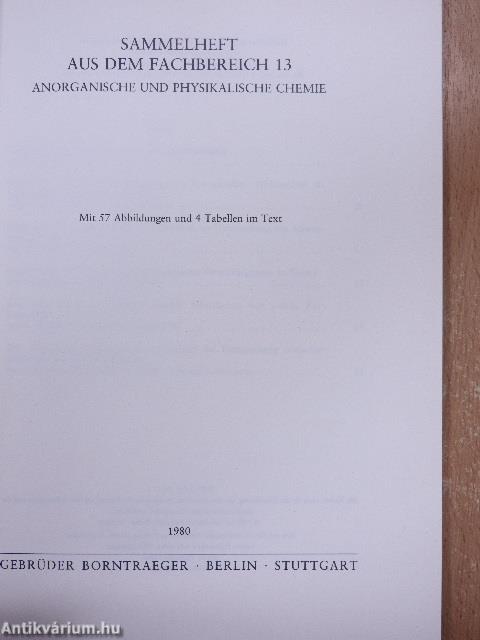 SAMMELHEFT
AUS DEM FACHBEREICH 13
ANORGANISCHE UND PHYSIKALISCHE CHEMIE
Mit 57 Abbildungen und 4 Tabellen im Text
1980
GEBRÜDER BORNTRAEGER · BERLIN · STUTTGART
Antikvárium.hu